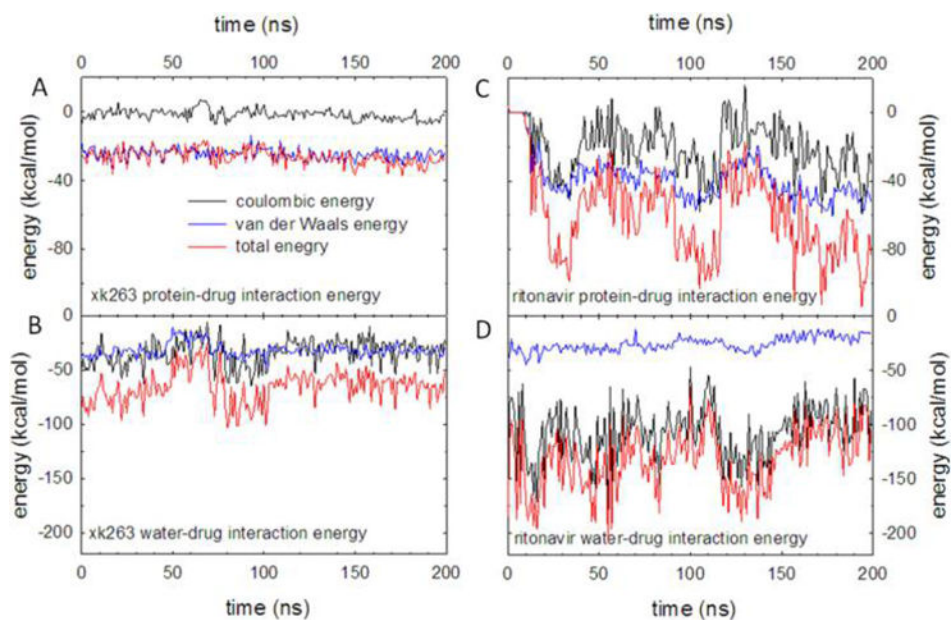 time (ns)
time (ns)
0 50 100 150 200
0 50 100 150 200
A
C
energy (kcal/mol)
0
-40
-80
0
coulombic energy
van der Waals energy
total enegry
xk263 protein-drug interaction energy
0
-40
-80
0
energy (kcal/mol)
ritonavir protein-drug interaction energy
B
D
energy (kcal/mol)
-50
-100
-150
-200
xk263 water-drug interaction energy
-50
-100
-150
-200
energy (kcal/mol)
ritonavir water-drug interaction energy
0 50 100 150 200
0 50 100 150 200
time (ns)
time (ns)